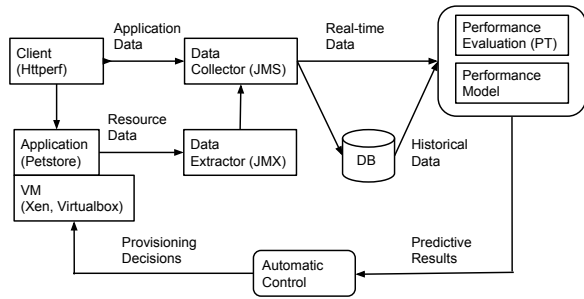 Application
Data
Real-time
Data
Client
(Httperf)
Data
Collector (JMS)
Performance
Evaluation (PT)
Performance
Model
Resource
Data
Application
(Petstore)
Data
Extractor (JMX)
DB
Historical
Data
VM
(Xen, Virtualbox)
Provisioning
Decisions
Automatic
Control
Predictive
Results